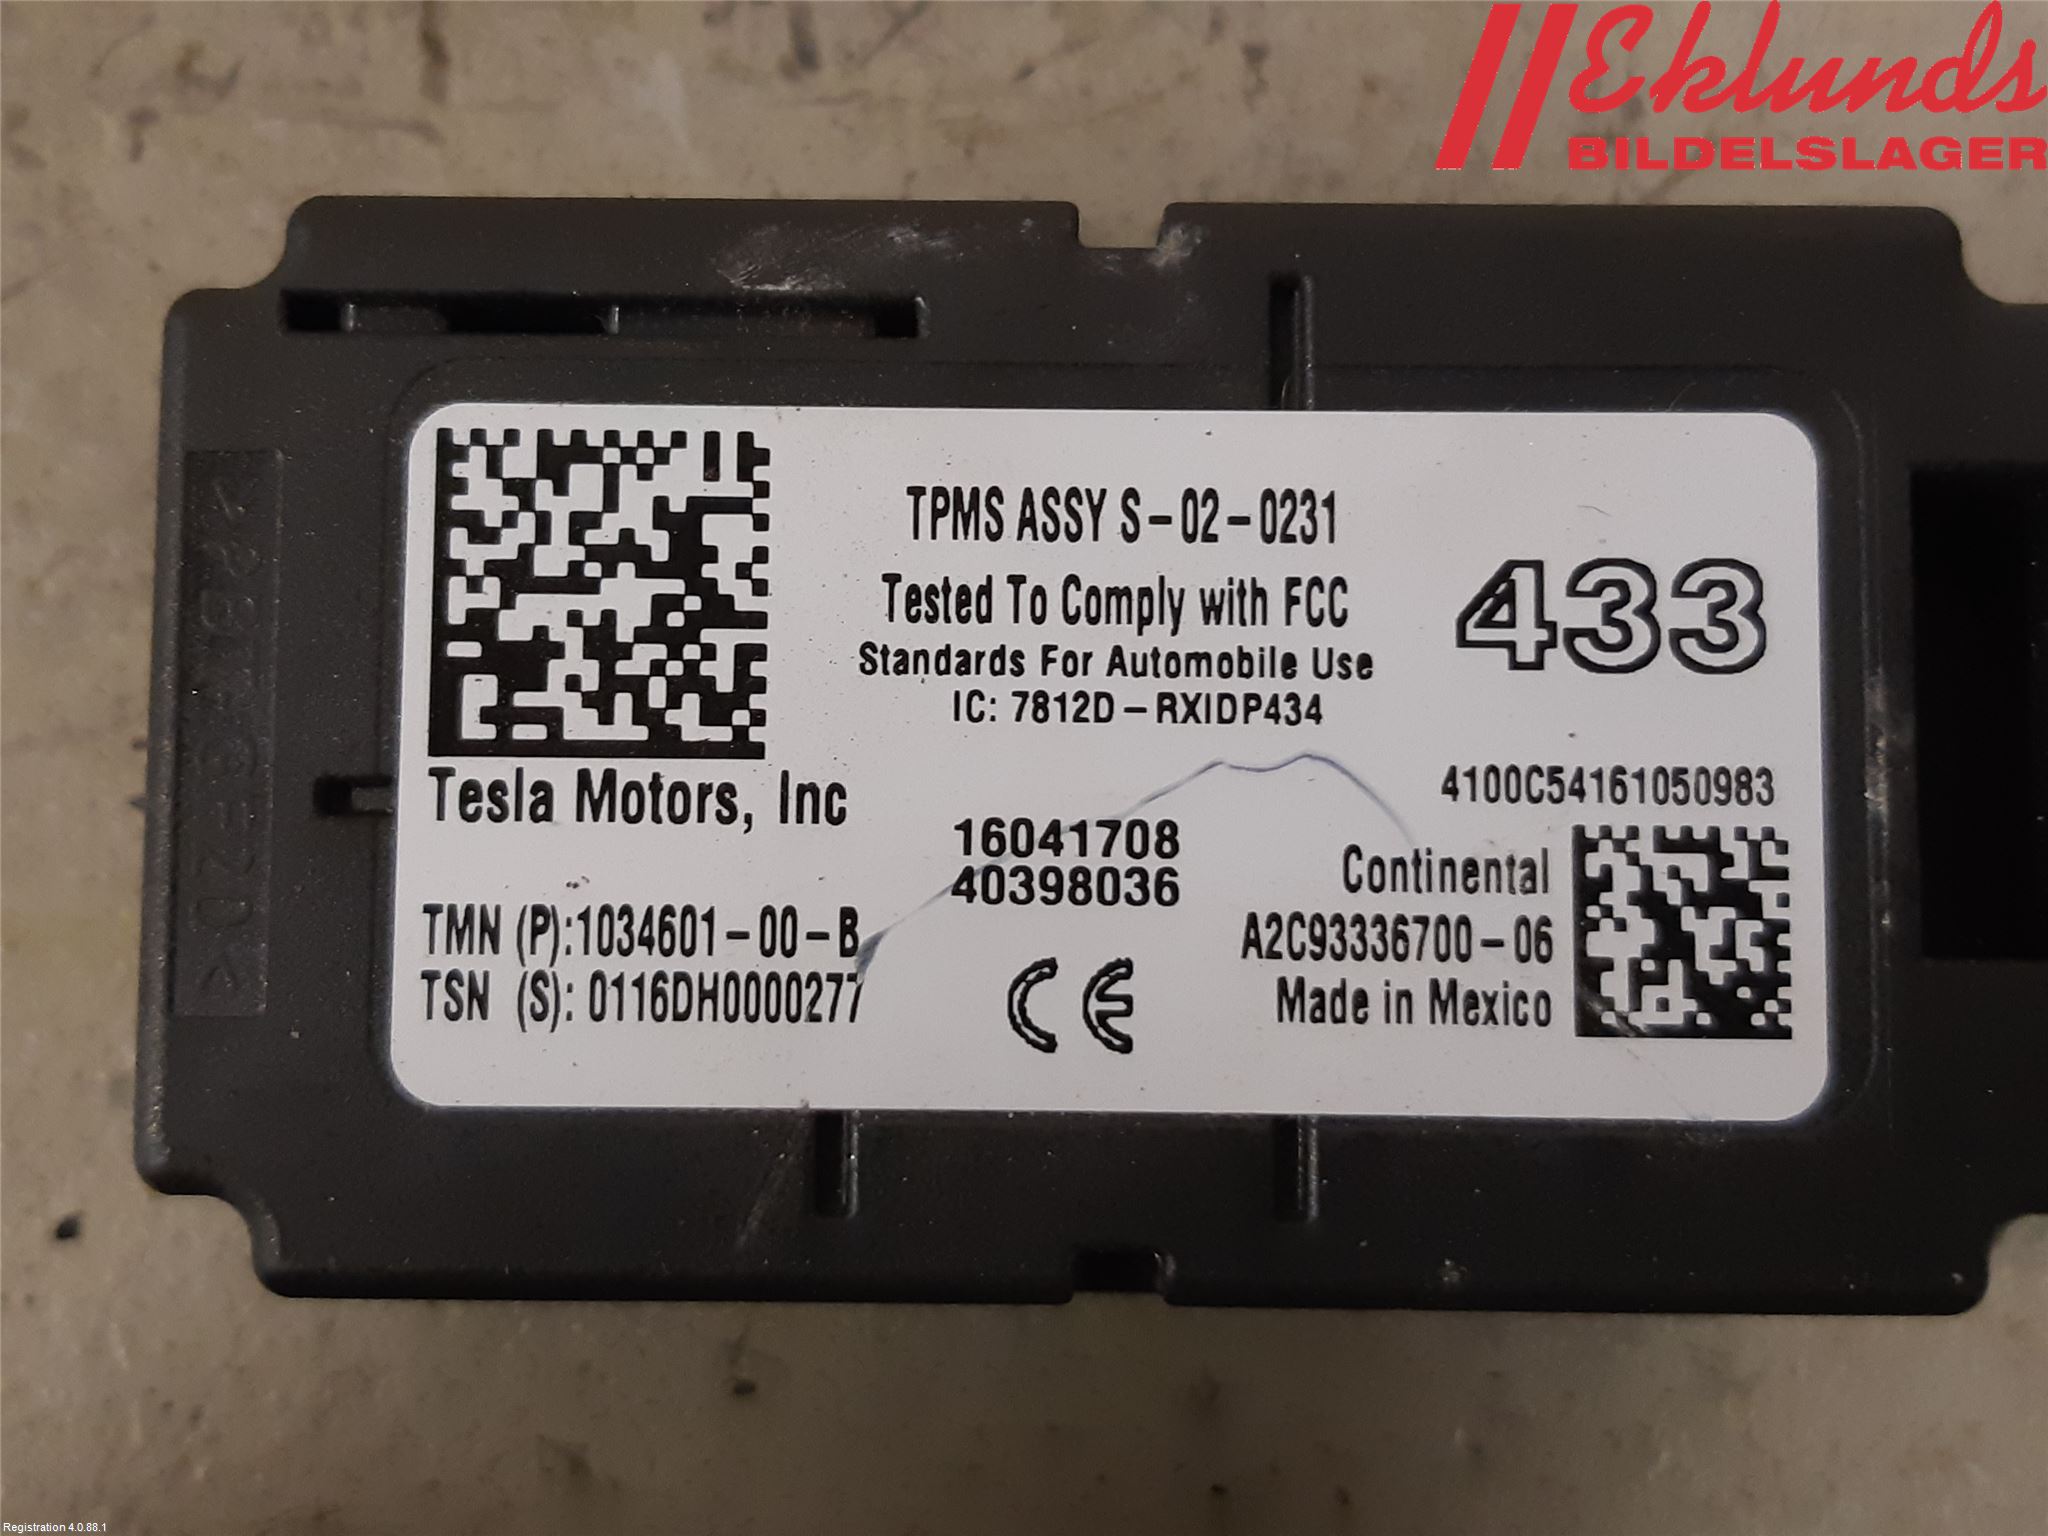 Eklunds
BILDELSLAGER
TPMS ASSY S-02-0231
Tested To Comply with FCC
Standards For Automobile Use
IC: 7812D-RXIDP434
433
Tesla Motors, Inc
4100C54161050983
16041708
40398036
Continental
TMN (P):1034601-00-B
A2C93336700-06
TSN (S): 0116DH0000277
Made in Mexico
CE
Registration 4.0.88.1